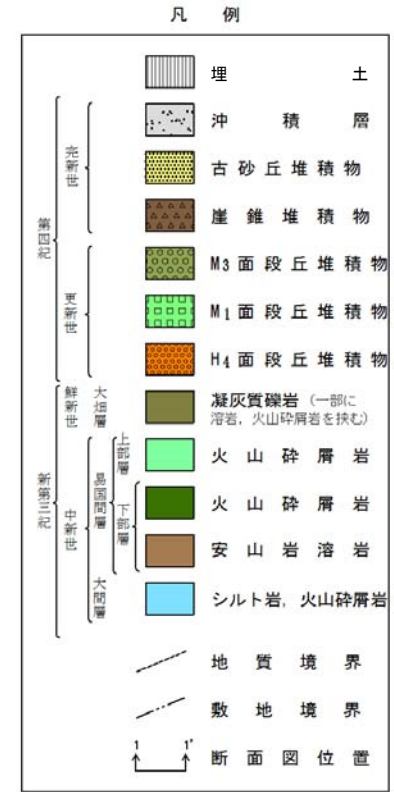 凡 例
埋 土
沖 積 層
古 砂 丘 堆 積 物
崖 錐 堆 積 物
M3 面 段 丘 堆 積 物
M1 面 段 丘 堆 積 物
H4 面 段 丘 堆 積 物
凝灰質礫岩（一部に
溶岩，火山砕屑岩を挟む）
火 山 砕 屑 岩
火 山 砕 屑 岩
安 山 岩 溶 岩
シルト岩，火山砕屑岩
地 質 境 界
敷 地 境 界
1 1' 断 面 図 位 置
第四紀
完新世
更新世
新第三紀
鮮新世
大畑層
中新世
易国間層
上部層
下部層
大間層